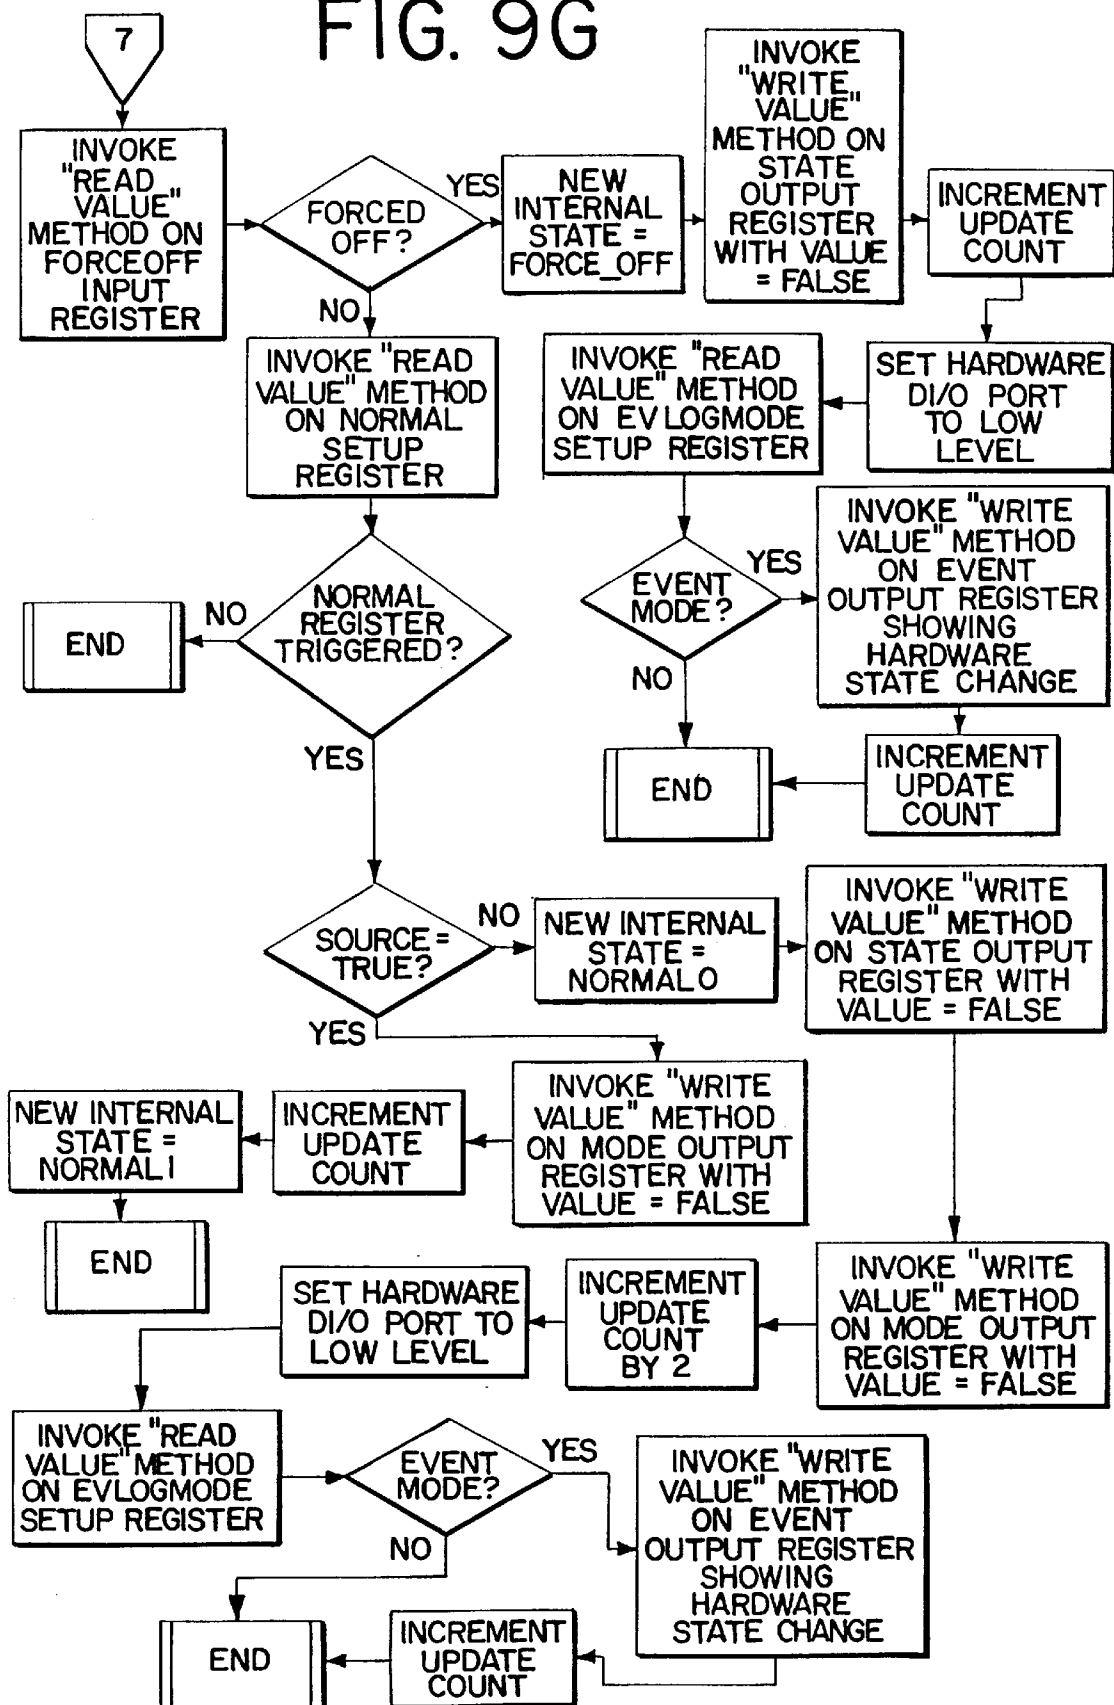 FIG. 9G
7
INVOKE
"READ
VALUE"
METHOD ON
FORCEOFF
INPUT
REGISTER
FORCED
OFF?
YES
NO
NEW
INTERNAL
STATE =
FORCE_OFF
INVOKE
"WRITE
VALUE"
METHOD ON
STATE
OUTPUT
REGISTER
WITH VALUE
= FALSE
INCREMENT
UPDATE
COUNT
SET HARDWARE
DI/O PORT
TO LOW
LEVEL
INVOKE "READ
VALUE" METHOD
ON EVLOGMODE
SETUP REGISTER
EVENT
MODE?
YES
NO
INVOKE "WRITE
VALUE" METHOD
ON EVENT
OUTPUT REGISTER
SHOWING
HARDWARE
STATE CHANGE
INCREMENT
UPDATE
COUNT
END
INVOKE "READ
VALUE" METHOD
ON NORMAL
SETUP
REGISTER
NORMAL
REGISTER
TRIGGERED?
NO
END
YES
SOURCE =
TRUE?
NO
NEW INTERNAL
STATE =
NORMAL0
INVOKE "WRITE
VALUE" METHOD
ON STATE OUTPUT
REGISTER WITH
VALUE = FALSE
YES
INVOKE "WRITE
VALUE" METHOD
ON MODE OUTPUT
REGISTER WITH
VALUE = FALSE
INCREMENT
UPDATE
COUNT
NEW INTERNAL
STATE =
NORMAL1
END
INVOKE "WRITE
VALUE" METHOD
ON MODE OUTPUT
REGISTER WITH
VALUE = FALSE
INCREMENT
UPDATE
COUNT
BY 2
SET HARDWARE
DI/O PORT TO
LOW LEVEL
INVOKE "READ
VALUE" METHOD
ON EVLOGMODE
SETUP REGISTER
EVENT
MODE?
YES
NO
INVOKE "WRITE
VALUE" METHOD
ON EVENT
OUTPUT REGISTER
SHOWING
HARDWARE
STATE CHANGE
INCREMENT
UPDATE
COUNT
END